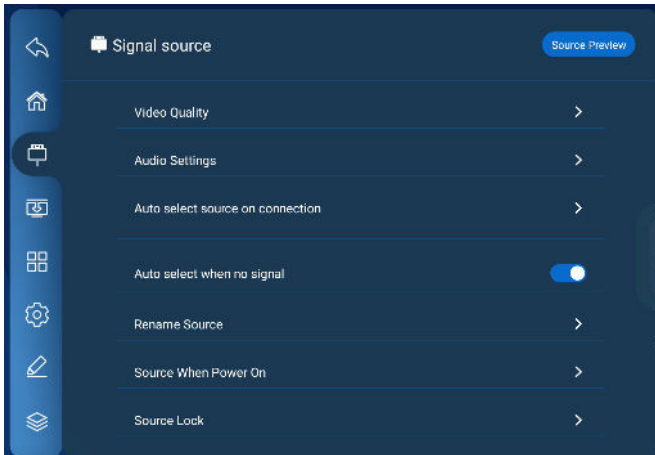 Signal source
Source Preview
Video Quality
Audio Settings
Auto select source on connection
Auto select when no signal
Rename Source
Source When Power On
Source Lock